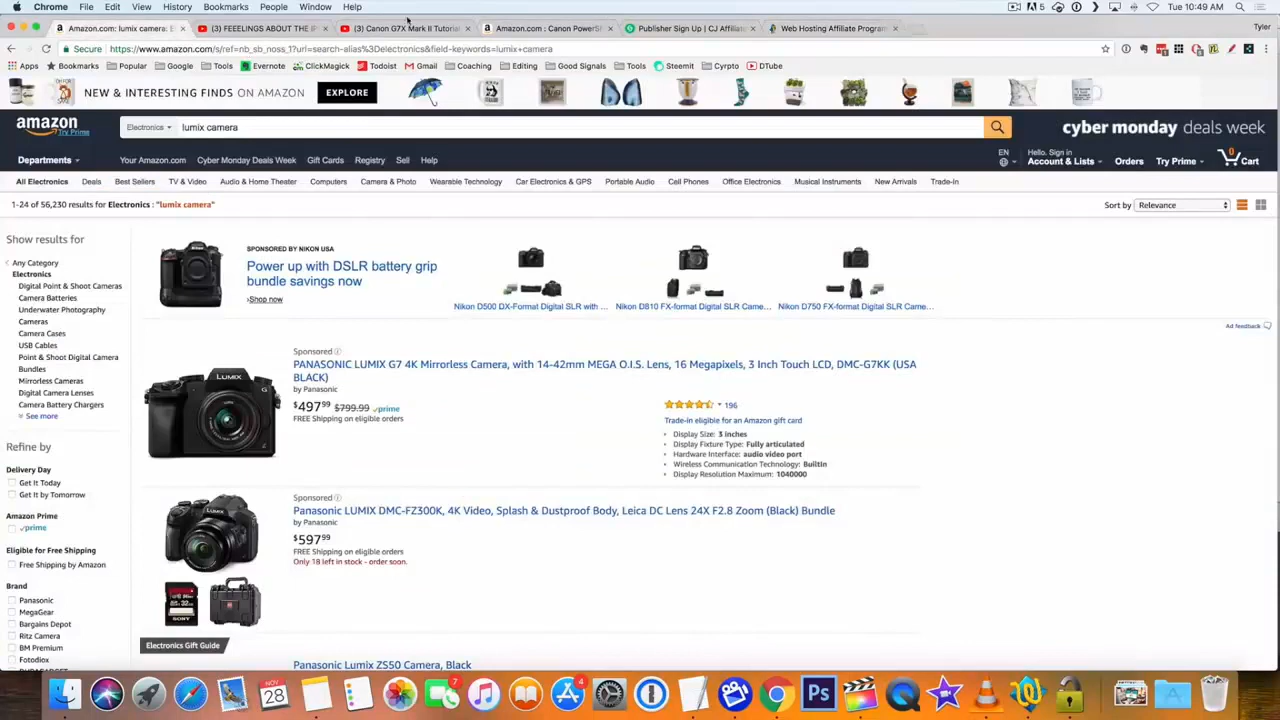 Chrome File Edit View History Bookmarks People Window Help 5 Tue 10:49 AM
Amazon.com: lumix camera (3) FEEELINGS ABOUT THE (3) Canon G7X Mark II Tutorial Amazon.com : Canon PowerSh Publisher Sign Up | CJ Affiliate Web Hosting Affiliate Program Tyler
Secure https://www.amazon.com/s/ref=nb_sb_noss_1?url=search-alias%3Delectronics&field-keywords=lumix+camera
Apps Bookmarks Popular Google Tools Evernote ClickMagick Todoist Gmail Coaching Editing Good Signals Tools Steemit Cyrpto DTube
NEW & INTERESTING FINDS ON AMAZON EXPLORE
amazon Try Prime Electronics lumix camera cyber monday deals week
Departments Your Amazon.com Cyber Monday Deals Week Gift Cards Registry Sell Help EN Hello. Sign in Account & Lists Orders Try Prime 0 Cart
All Electronics Deals Best Sellers TV & Video Audio & Home Theater Computers Camera & Photo Wearable Technology Car Electronics & GPS Portable Audio Cell Phones Office Electronics Musical Instruments New Arrivals Trade-In
1-24 of 56,230 results for Electronics : "lumix camera" Sort by Relevance
Show results for
Any Category
Electronics
Digital Point & Shoot Cameras
Camera Batteries
Underwater Photography
Cameras
Camera Cases
USB Cables
Point & Shoot Digital Camera
Bundles
Mirrorless Cameras
Digital Camera Lenses
Camera Battery Chargers
See more
Refine by
Delivery Day
Get It Today
Get It by Tomorrow
Amazon Prime
prime
Eligible for Free Shipping
Free Shipping by Amazon
Brand
Panasonic
MegaGear
Bargains Depot
Ritz Camera
BM Premium
Fotodiox
SPONSORED BY NIKON USA
Power up with DSLR battery grip
bundle savings now
›Shop now
Nikon D500 DX-Format Digital SLR with ... Nikon D810 FX-format Digital SLR Came... Nikon D750 FX-format Digital SLR Came...
Ad feedback
Sponsored
PANASONIC LUMIX G7 4K Mirrorless Camera, with 14-42mm MEGA O.I.S. Lens, 16 Megapixels, 3 Inch Touch LCD, DMC-G7KK (USA
BLACK)
by Panasonic
$497.99 $799.99 prime
FREE Shipping on eligible orders
196
Trade-in eligible for an Amazon gift card
Display Size: 3 inches
Display Fixture Type: Fully articulated
Hardware Interface: audio video port
Wireless Communication Technology: BuiltIn
Display Resolution Maximum: 1040000
LUMIX G
Sponsored
Panasonic LUMIX DMC-FZ300K, 4K Video, Splash & Dustproof Body, Leica DC Lens 24X F2.8 Zoom (Black) Bundle
by Panasonic
$597.99
FREE Shipping on eligible orders
Only 18 left in stock - order soon.
LUMIX
SONY
Electronics Gift Guide
Panasonic Lumix ZS50 Camera, Black
NOV 28 7 4 Ps